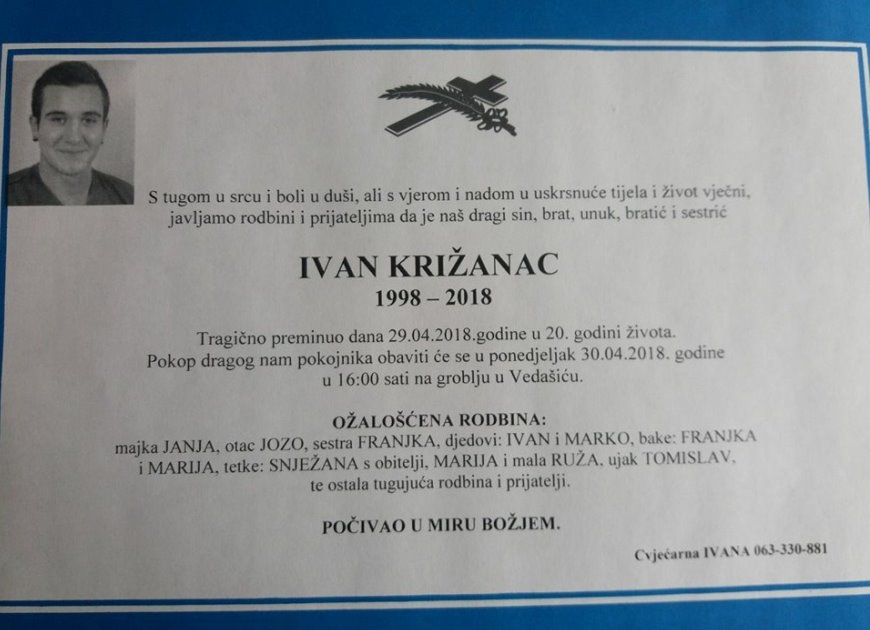 S tugom u srcu i boli u duši, ali s vjerom i nadom u uskrsnuće tijela i život vječni,
javljamo rodbini i prijateljima da je naš dragi sin, brat, unuk, bratić i sestrić
IVAN KRIŽANAC
1998 – 2018
Tragično preminuo dana 29.04.2018.godine u 20. godini života.
Pokop dragog nam pokojnika obaviti će se u ponedjeljak 30.04.2018. godine
u 16:00 sati na groblju u Vedašiću.
OŽALOŠĆENA RODBINA:
majka JANJA, otac JOZO, sestra FRANJKA, djedovi: IVAN i MARKO, bake: FRANJKA
i MARIJA, tetke: SNJEŽANA s obitelji, MARIJA i mala RUŽA, ujak TOMISLAV,
te ostala tugujuća rodbina i prijatelji.
POČIVAO U MIRU BOŽJEM.
Cvjećarna IVANA 063-330-881